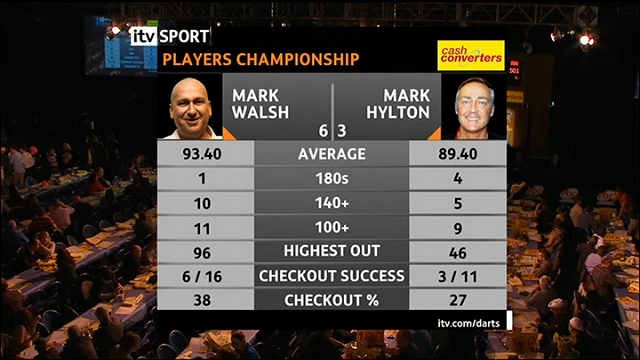 itv SPORT
PLAYERS CHAMPIONSHIP
cash converters
MARK WALSH
MARK HYLTON
6 3
93.40 AVERAGE 89.40
1 180s 4
10 140+ 5
11 100+ 9
96 HIGHEST OUT 46
6 / 16 CHECKOUT SUCCESS 3 / 11
38 CHECKOUT % 27
itv.com/darts
501